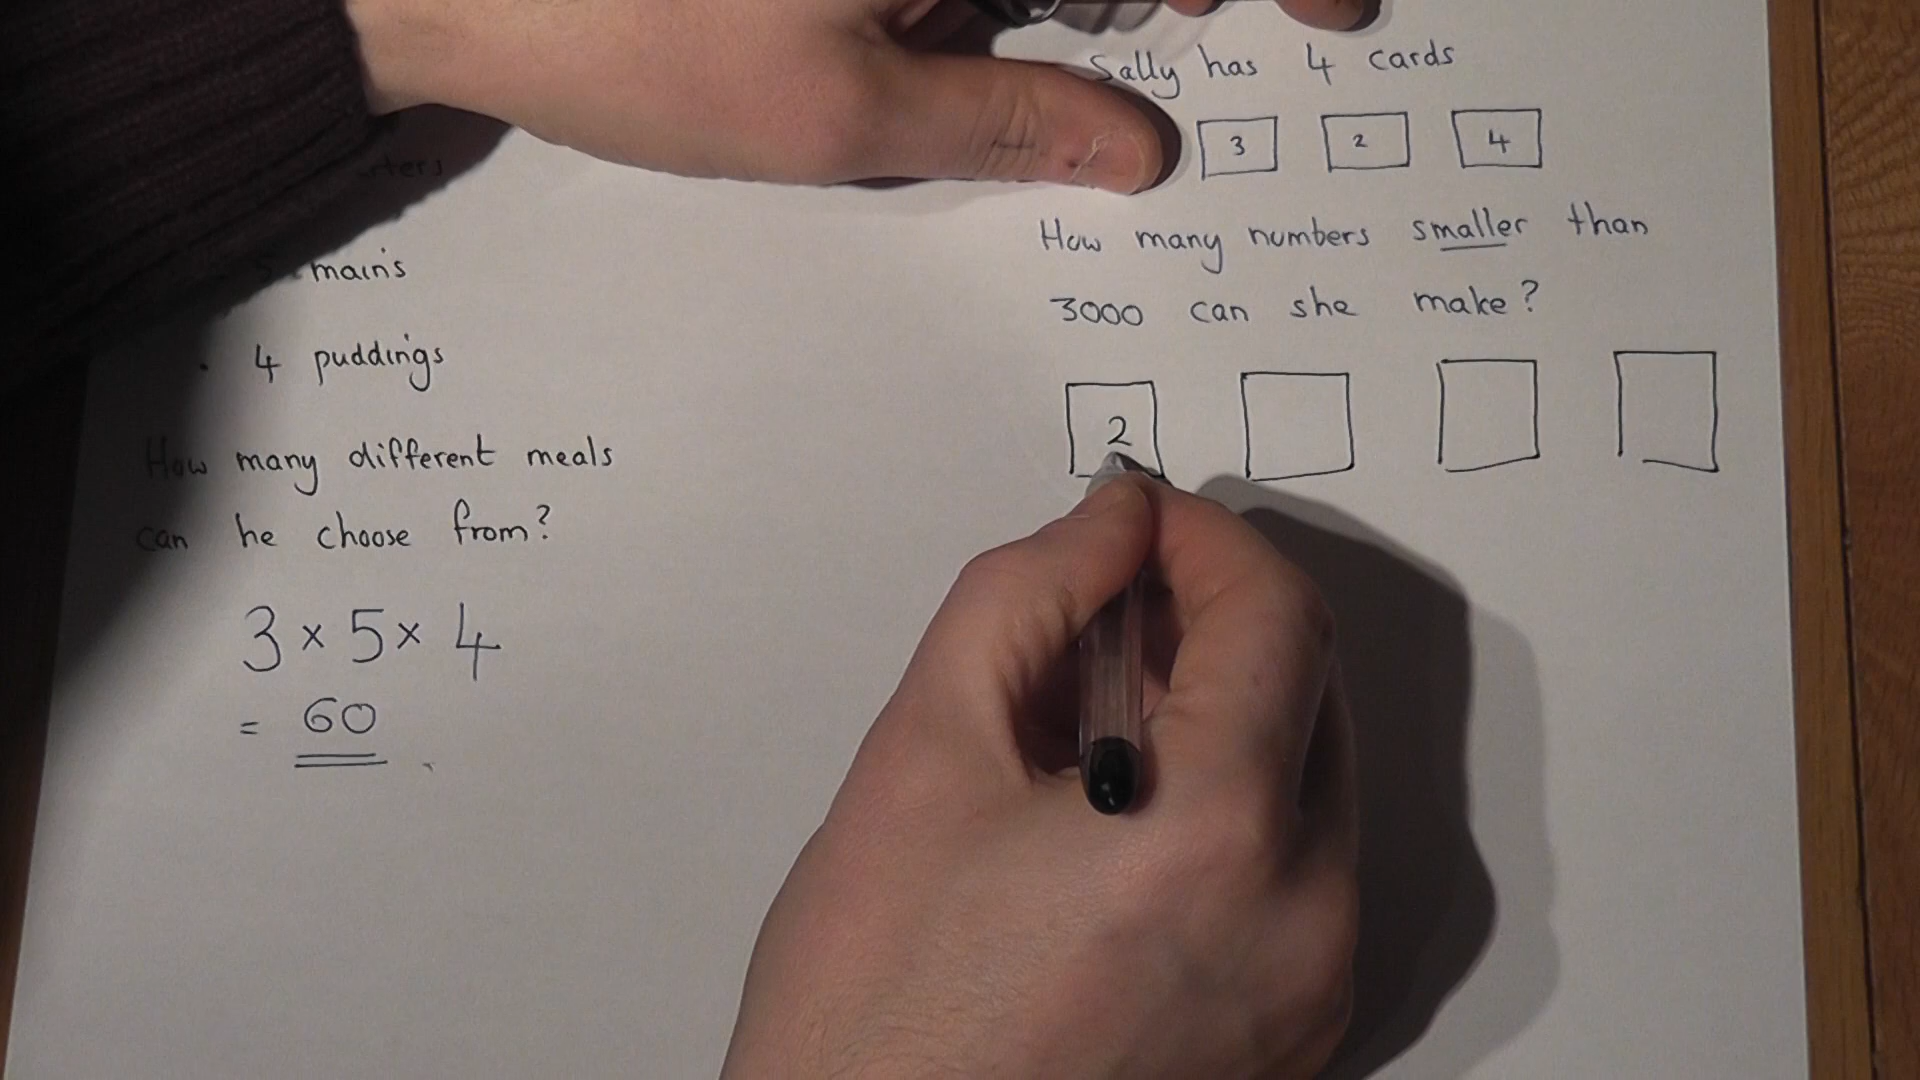 mains
4 puddings
How many different meals
can he choose from?
3 × 5 × 4
= 60
Sally has 4 cards
3 2 4
How many numbers smaller than
3000 can she make?
2